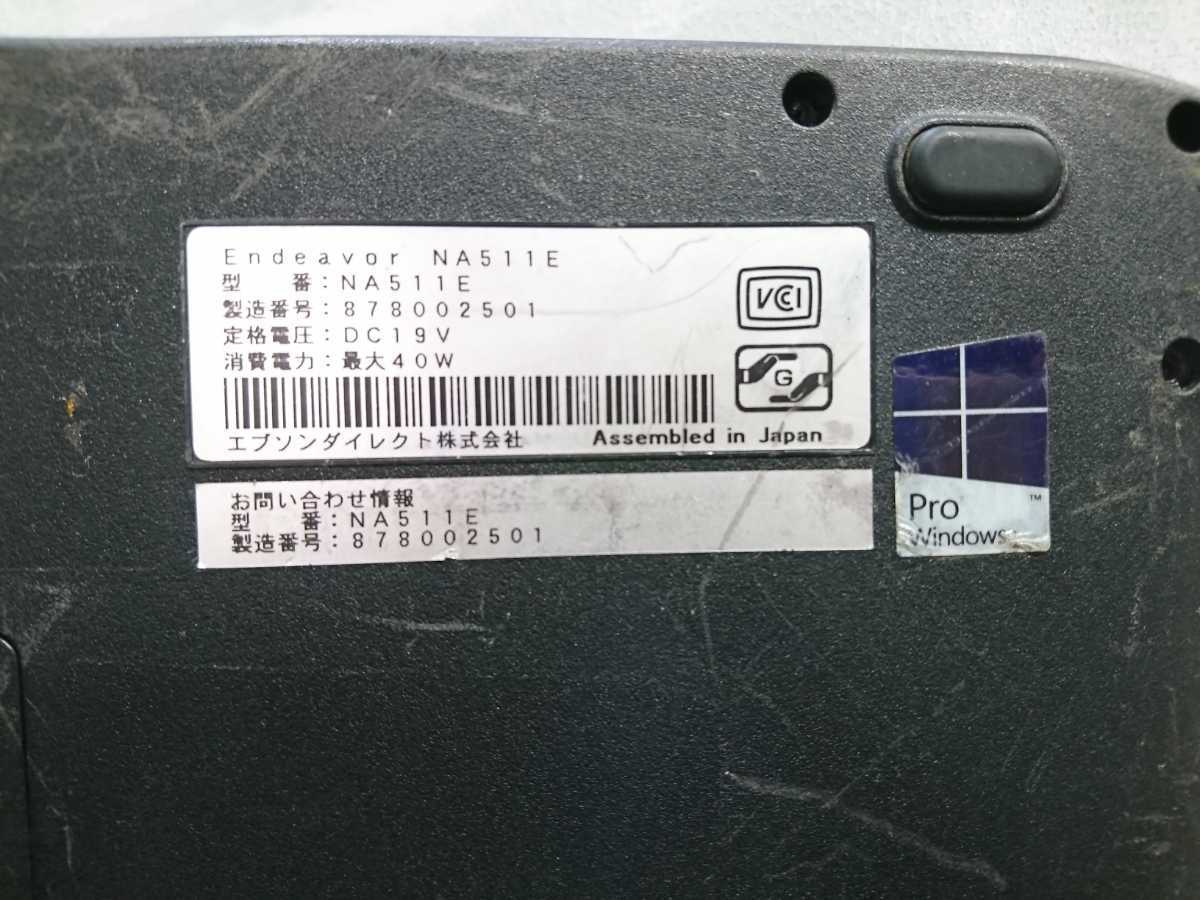 Endeavor NA511E
型　番：NA511E
製造番号：878002501
定格電圧：DC19V
消費電力：最大40W
VCCI
G
エプソンダイレクト株式会社　Assembled in Japan
お問い合わせ情報
型　番：NA511E
製造番号：878002501
Pro ™
Windows